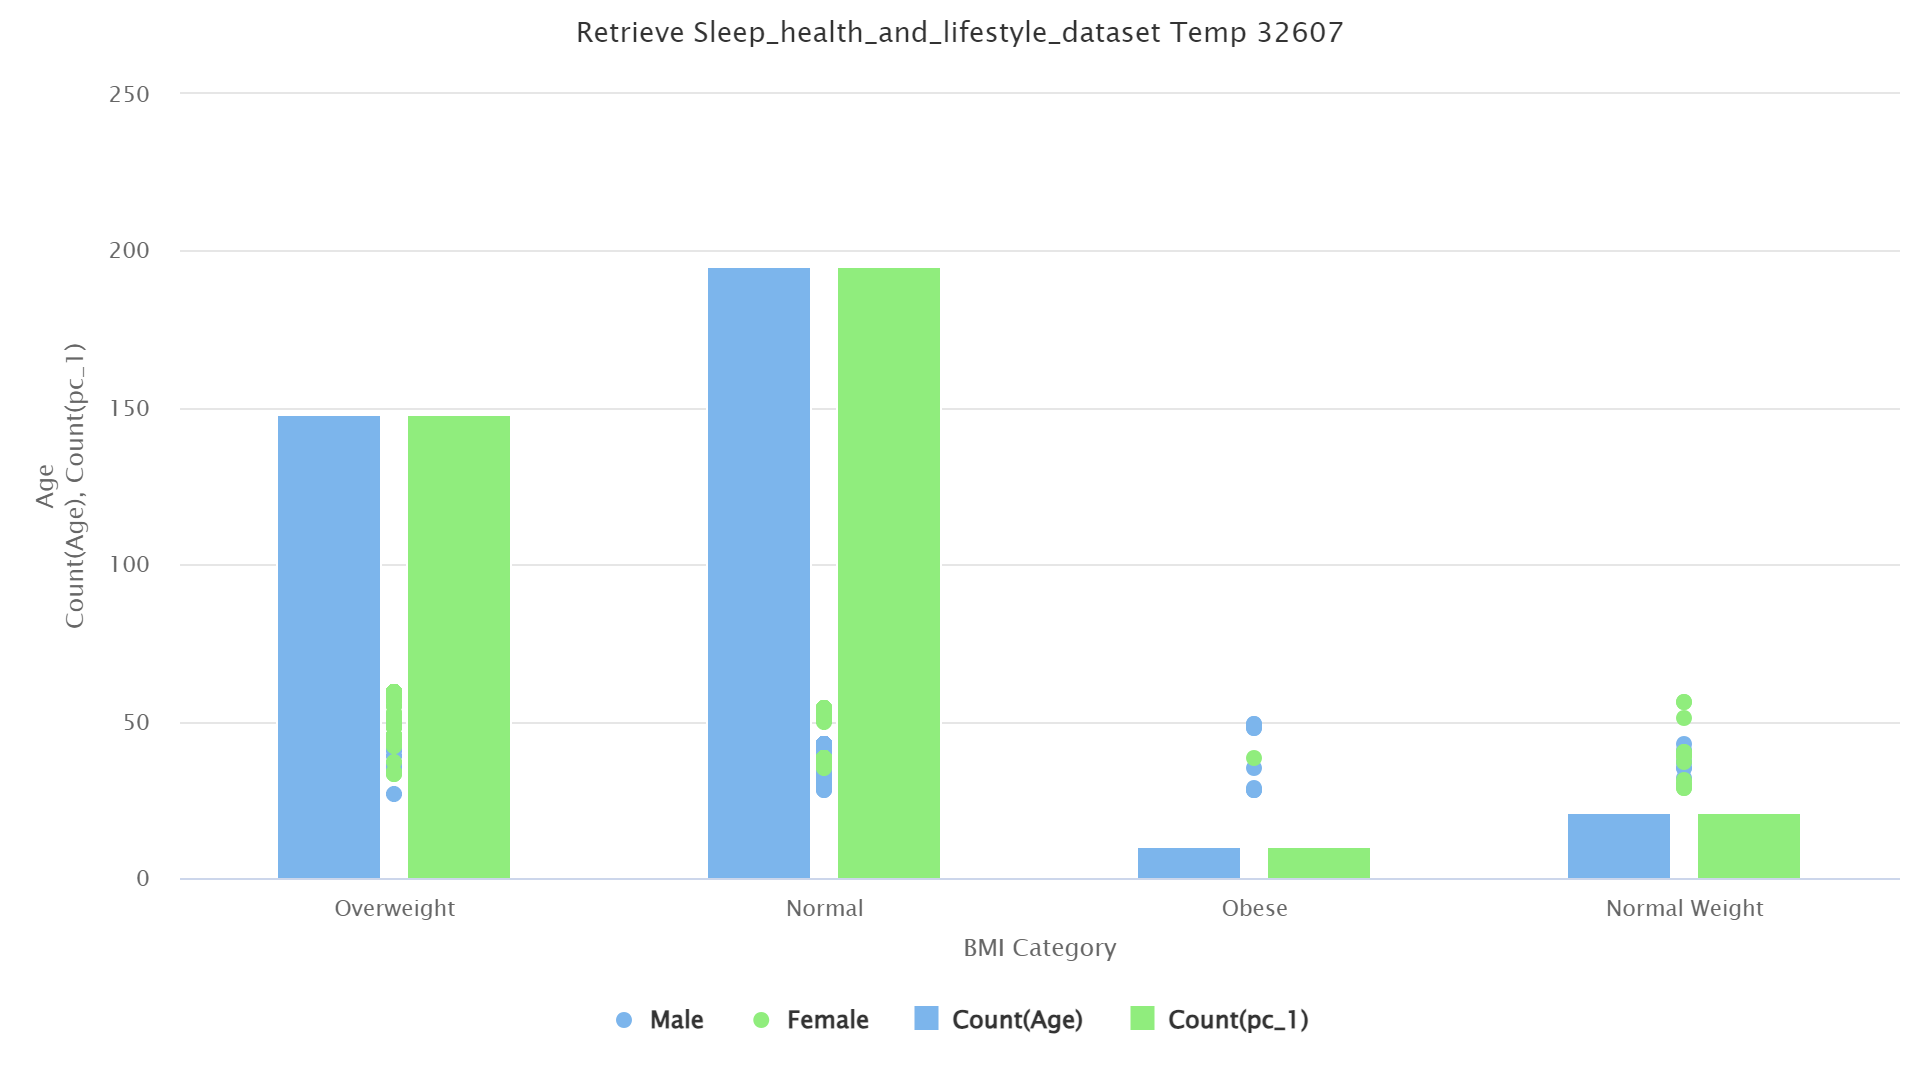 Retrieve Sleep_health_and_lifestyle_dataset Temp 32607
250
200
150
100
50
0
Age
Count(Age), Count(pc_1)
Overweight
Normal
Obese
Normal Weight
BMI Category
Male
Female
Count(Age)
Count(pc_1)